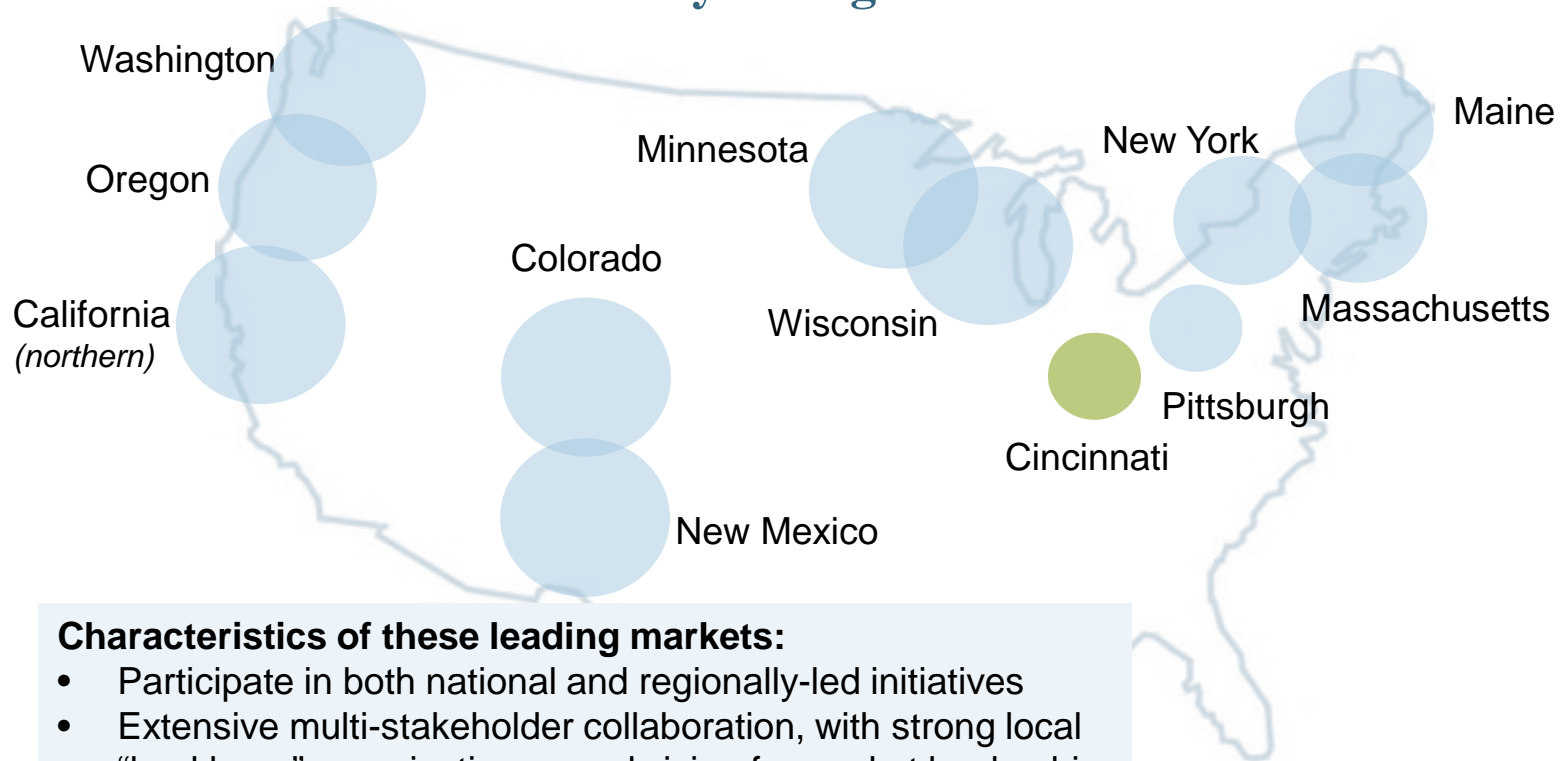 Washington
Maine
New York
Minnesota
Oregon
Colorado
California
(northern)
Massachusetts
Wisconsin
Pittsburgh
Cincinnati
New Mexico
Characteristics of these leading markets:
• Participate in both national and regionally-led initiatives
• Extensive multi-stakeholder collaboration, with strong local